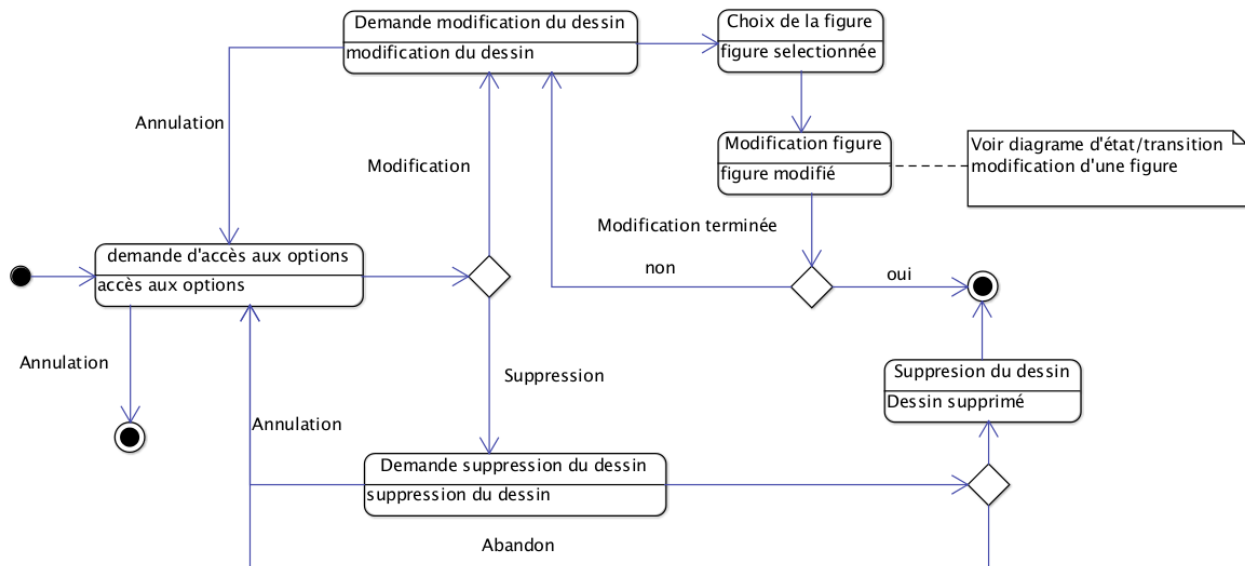 Demande modification du dessin
modification du dessin
Choix de la figure
figure selectionnée
Annulation
Modification
Modification figure
figure modifié
Voir diagrame d'état/transition
modification d'une figure
Modification terminée
demande d'accès aux options
accès aux options
non
oui
Annulation
Suppression
Suppresion du dessin
Dessin supprimé
Annulation
Demande suppression du dessin
suppression du dessin
Abandon